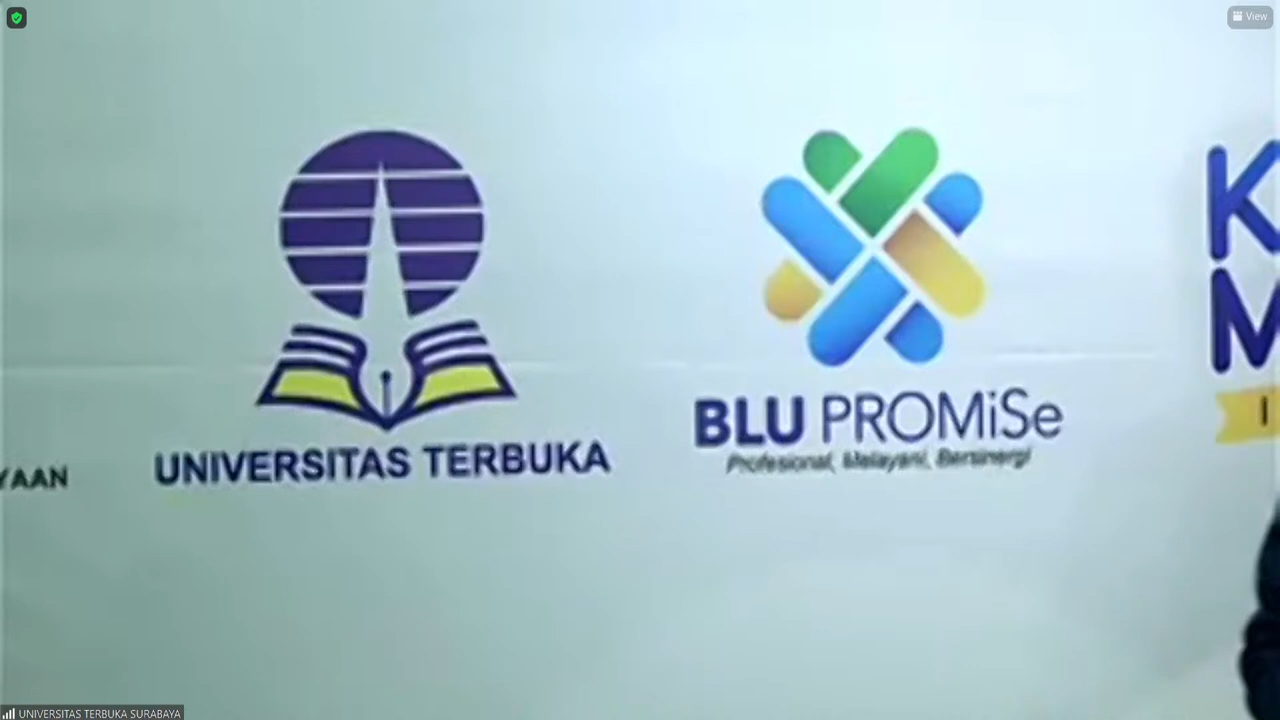 View
UNIVERSITAS TERBUKA
BLU PROMiSe
Profesional, Melayani, Bersinergi
YAAN
K
M
I
UNIVERSITAS TERBUKA SURABAYA